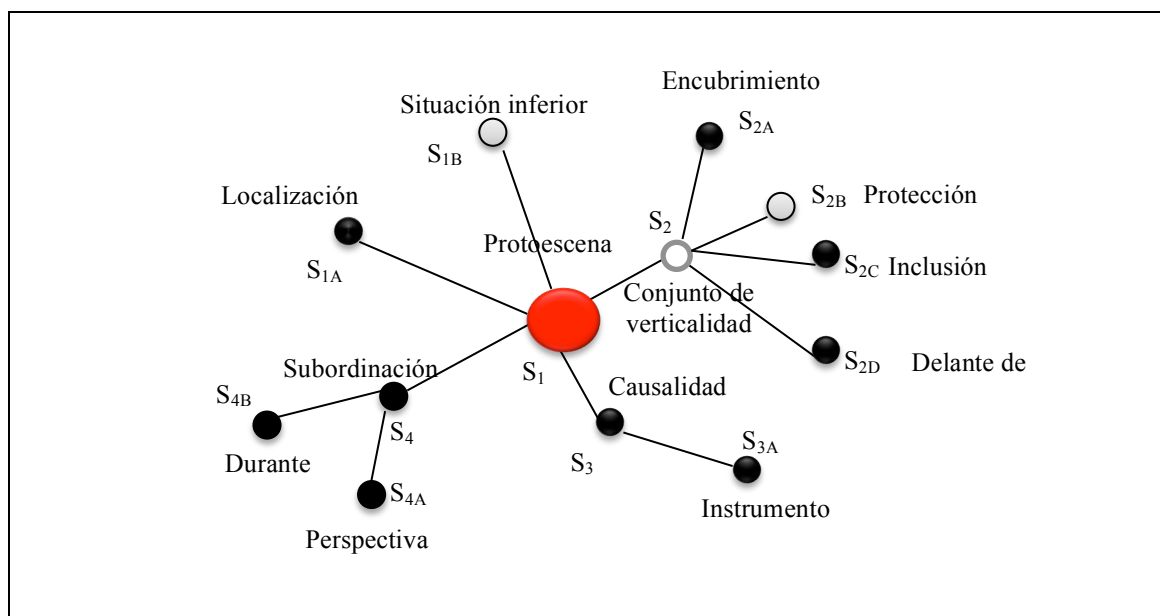 Encubrimiento
S2A
Situación inferior
S1B
Localización
S1A
S2B Protección
S2
Protoescena
S2C Inclusión
Conjunto de
verticalidad
S2D Delante de
S1
Subordinación
S4B
S4
Durante
Causalidad
S3
S3A
S4A
Instrumento
Perspectiva